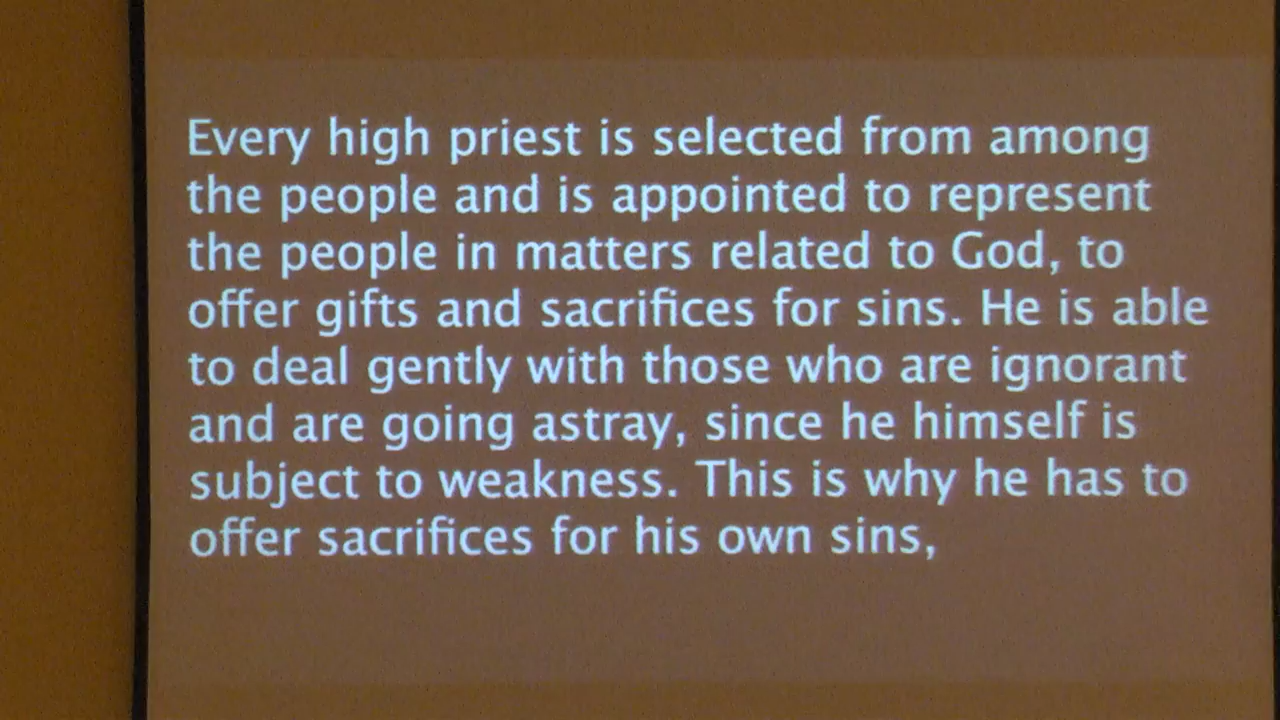 Every high priest is selected from among
the people and is appointed to represent
the people in matters related to God, to
offer gifts and sacrifices for sins. He is able
to deal gently with those who are ignorant
and are going astray, since he himself is
subject to weakness. This is why he has to
offer sacrifices for his own sins,